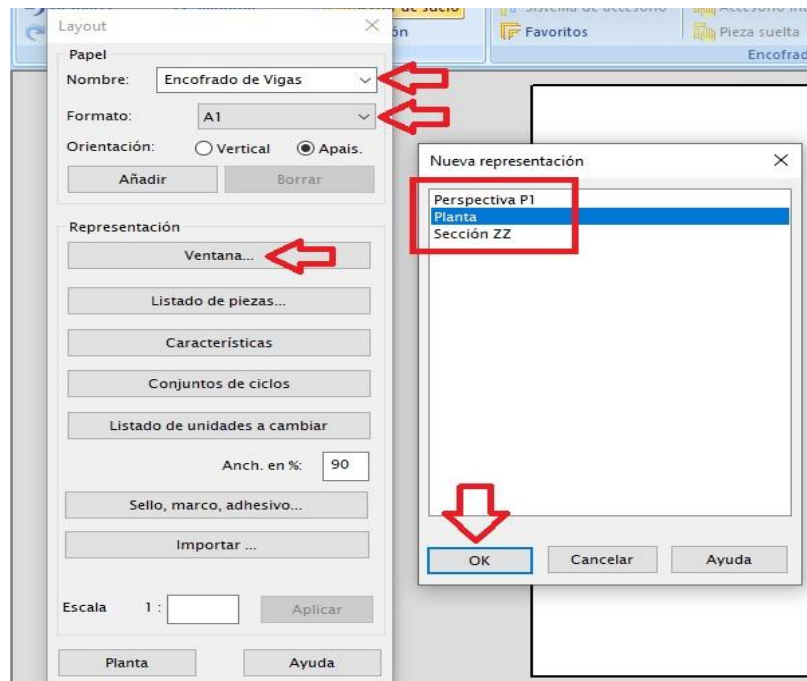 Layout
Papel
Nombre: Encofrado de Vigas
Formato: A1
Orientación: Vertical Apais.
Añadir Borrar
Representación
Ventana...
Listado de piezas...
Características
Conjuntos de ciclos
Listado de unidades a cambiar
Anch. en %: 90
Sello, marco, adhesivo...
Importar ...
Escala 1 : Aplicar
Planta Ayuda
Favoritos
Pieza suelta
Encofrad
Nueva representación
Perspectiva P1
Planta
Sección ZZ
OK Cancelar Ayuda